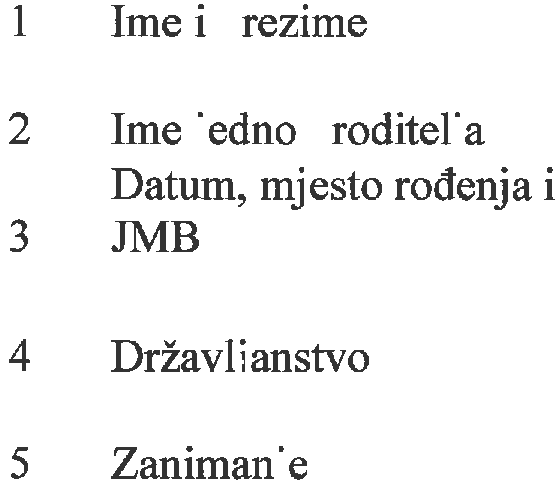 1 Ime i rezime
2 Ime ˙edno roditel˙a
Datum, mjesto rođenja i
3 JMB
4 Državlianstvo
5 Zaniman˙e